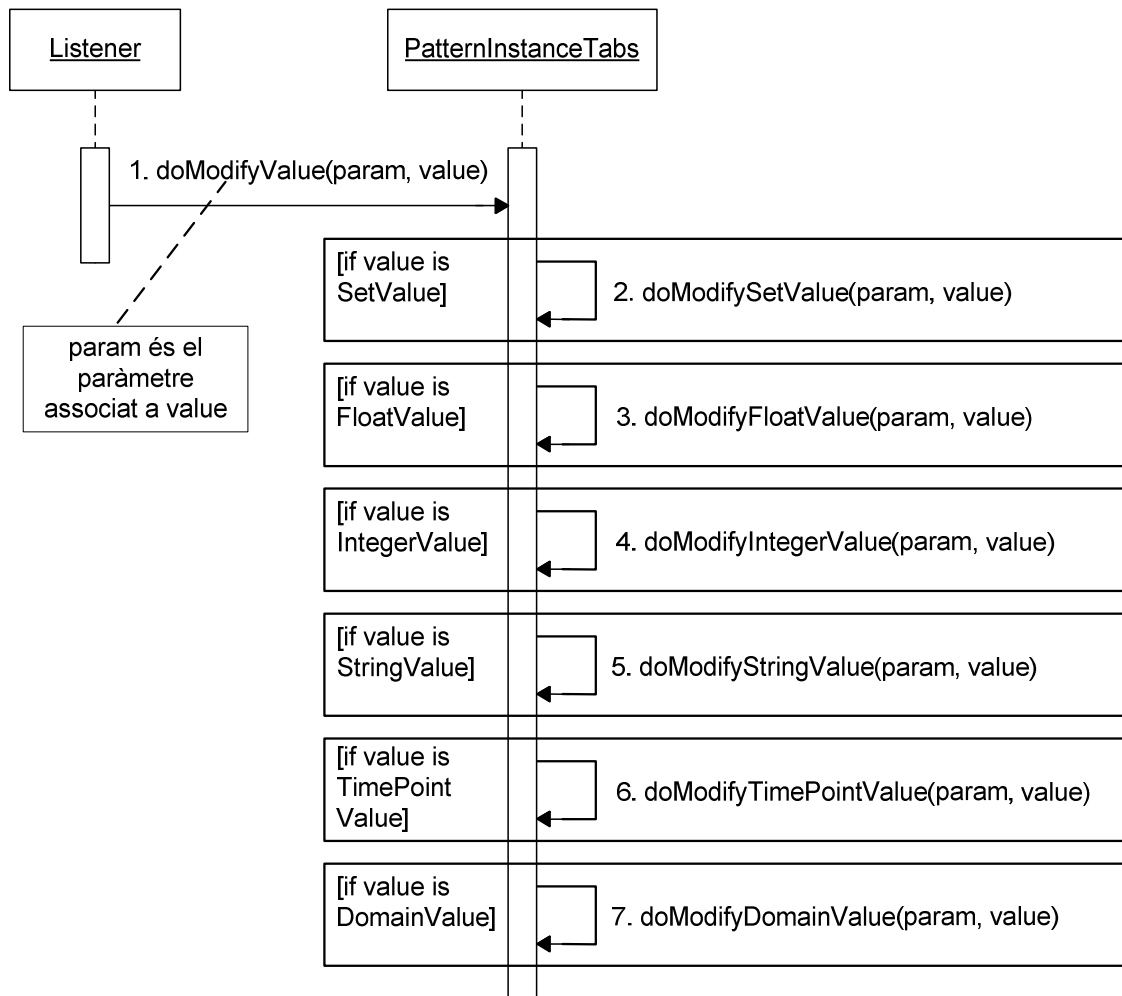 Listener
PatternInstanceTabs
1. doModifyValue(param, value)
[if value is
SetValue]
2. doModifySetValue(param, value)
param és el
paràmetre
associat a value
[if value is
FloatValue]
3. doModifyFloatValue(param, value)
[if value is
IntegerValue]
4. doModifyIntegerValue(param, value)
[if value is
StringValue]
5. doModifyStringValue(param, value)
[if value is
TimePoint
Value]
6. doModifyTimePointValue(param, value)
[if value is
DomainValue]
7. doModifyDomainValue(param, value)